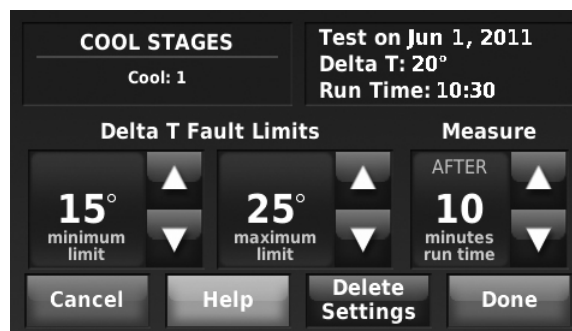 COOL STAGES
Cool: 1
Test on Jun 1, 2011
Delta T: 20°
Run Time: 10:30
Delta T Fault Limits
Measure
15°
minimum
limit
25°
maximum
limit
AFTER
10
minutes
run time
Cancel
Help
Delete
Settings
Done